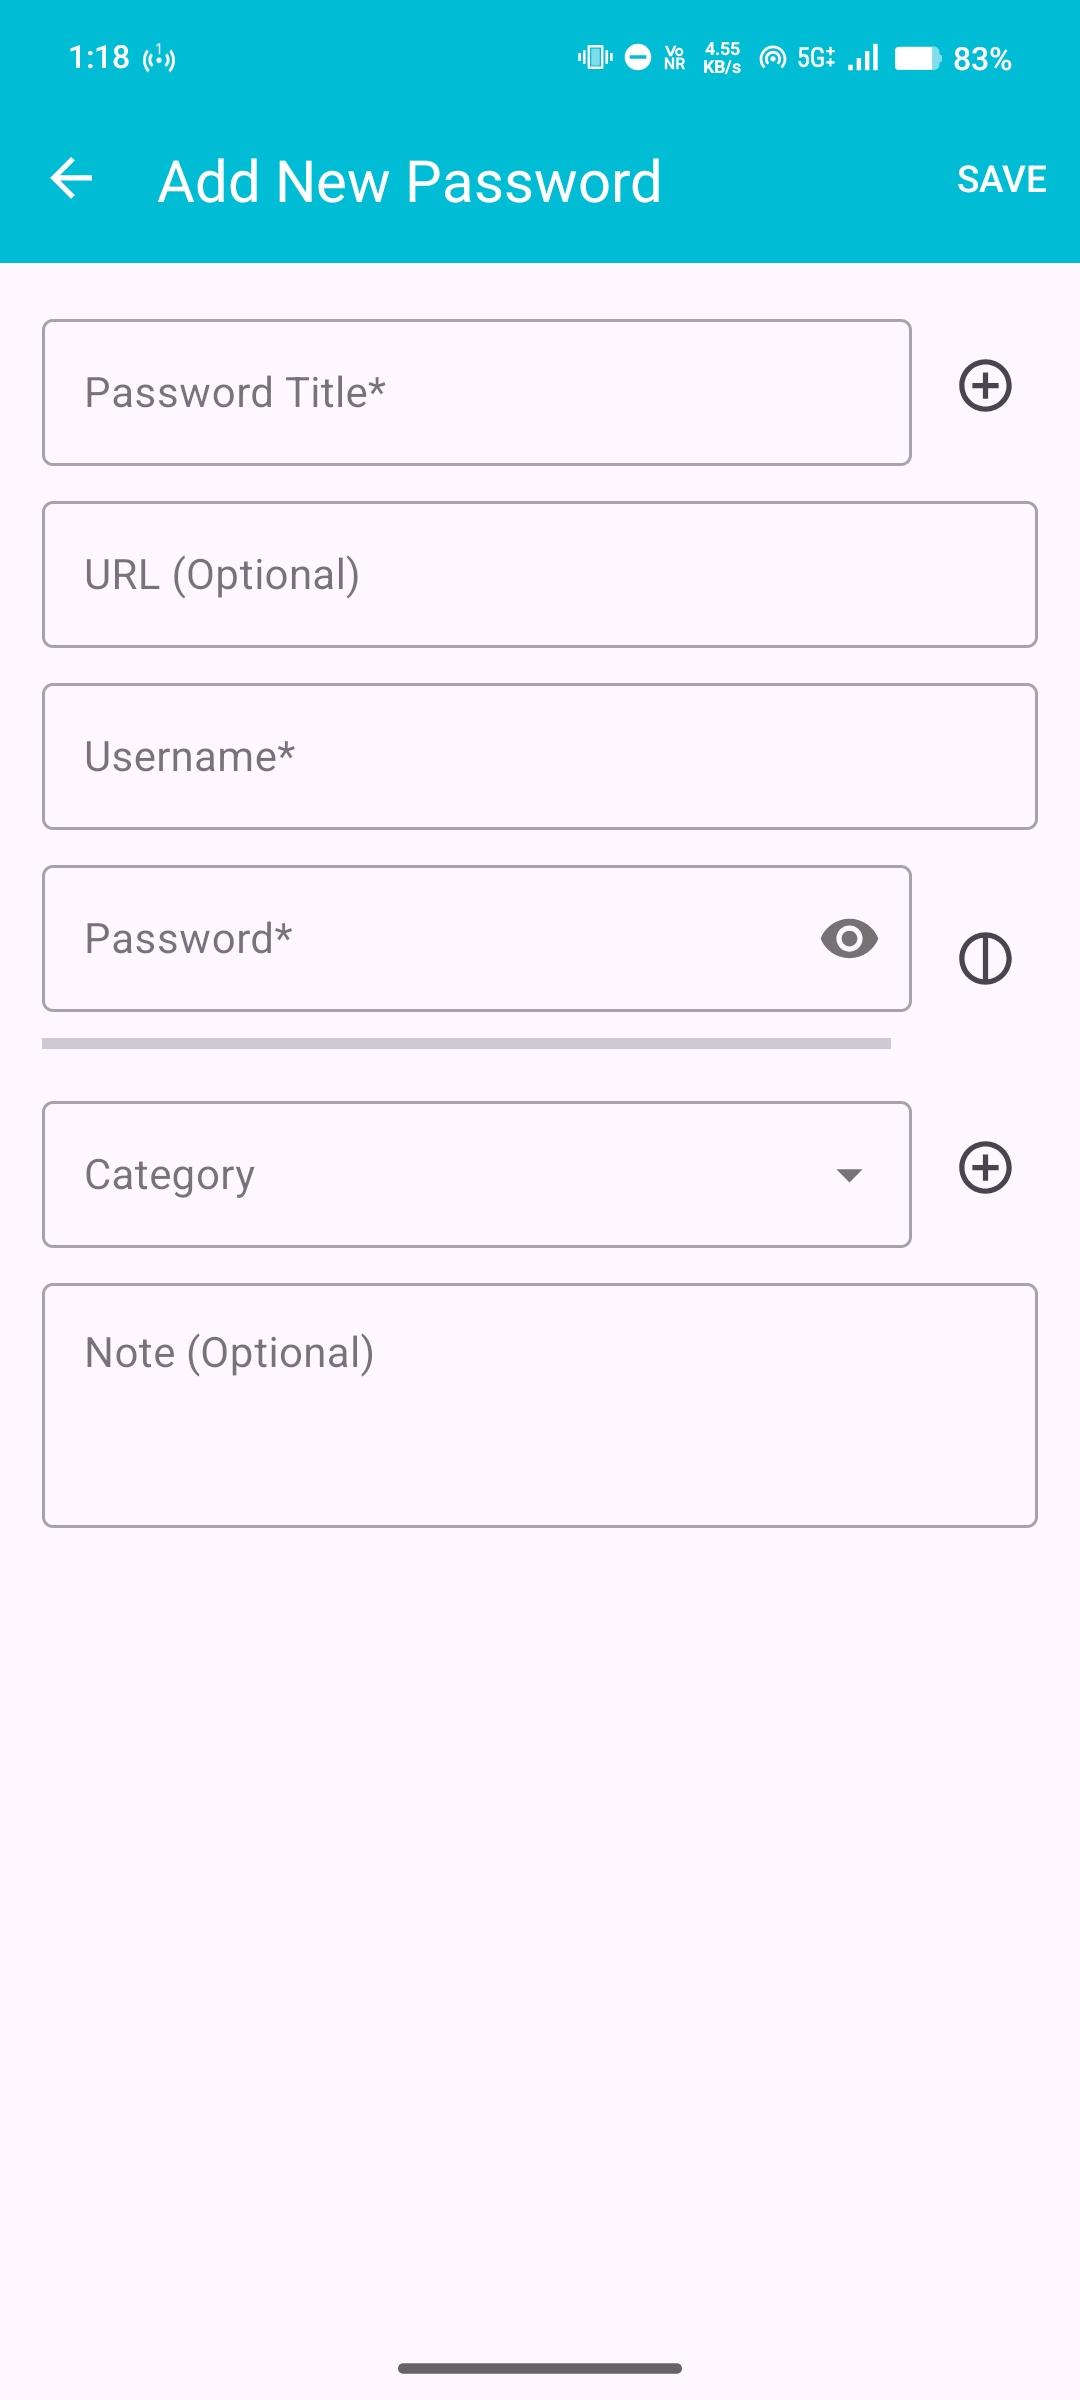 1:18 1 Vo NR 4.55 KB/s 5G‡ 83%
Add New Password SAVE
Password Title*
URL (Optional)
Username*
Password*
Category
Note (Optional)